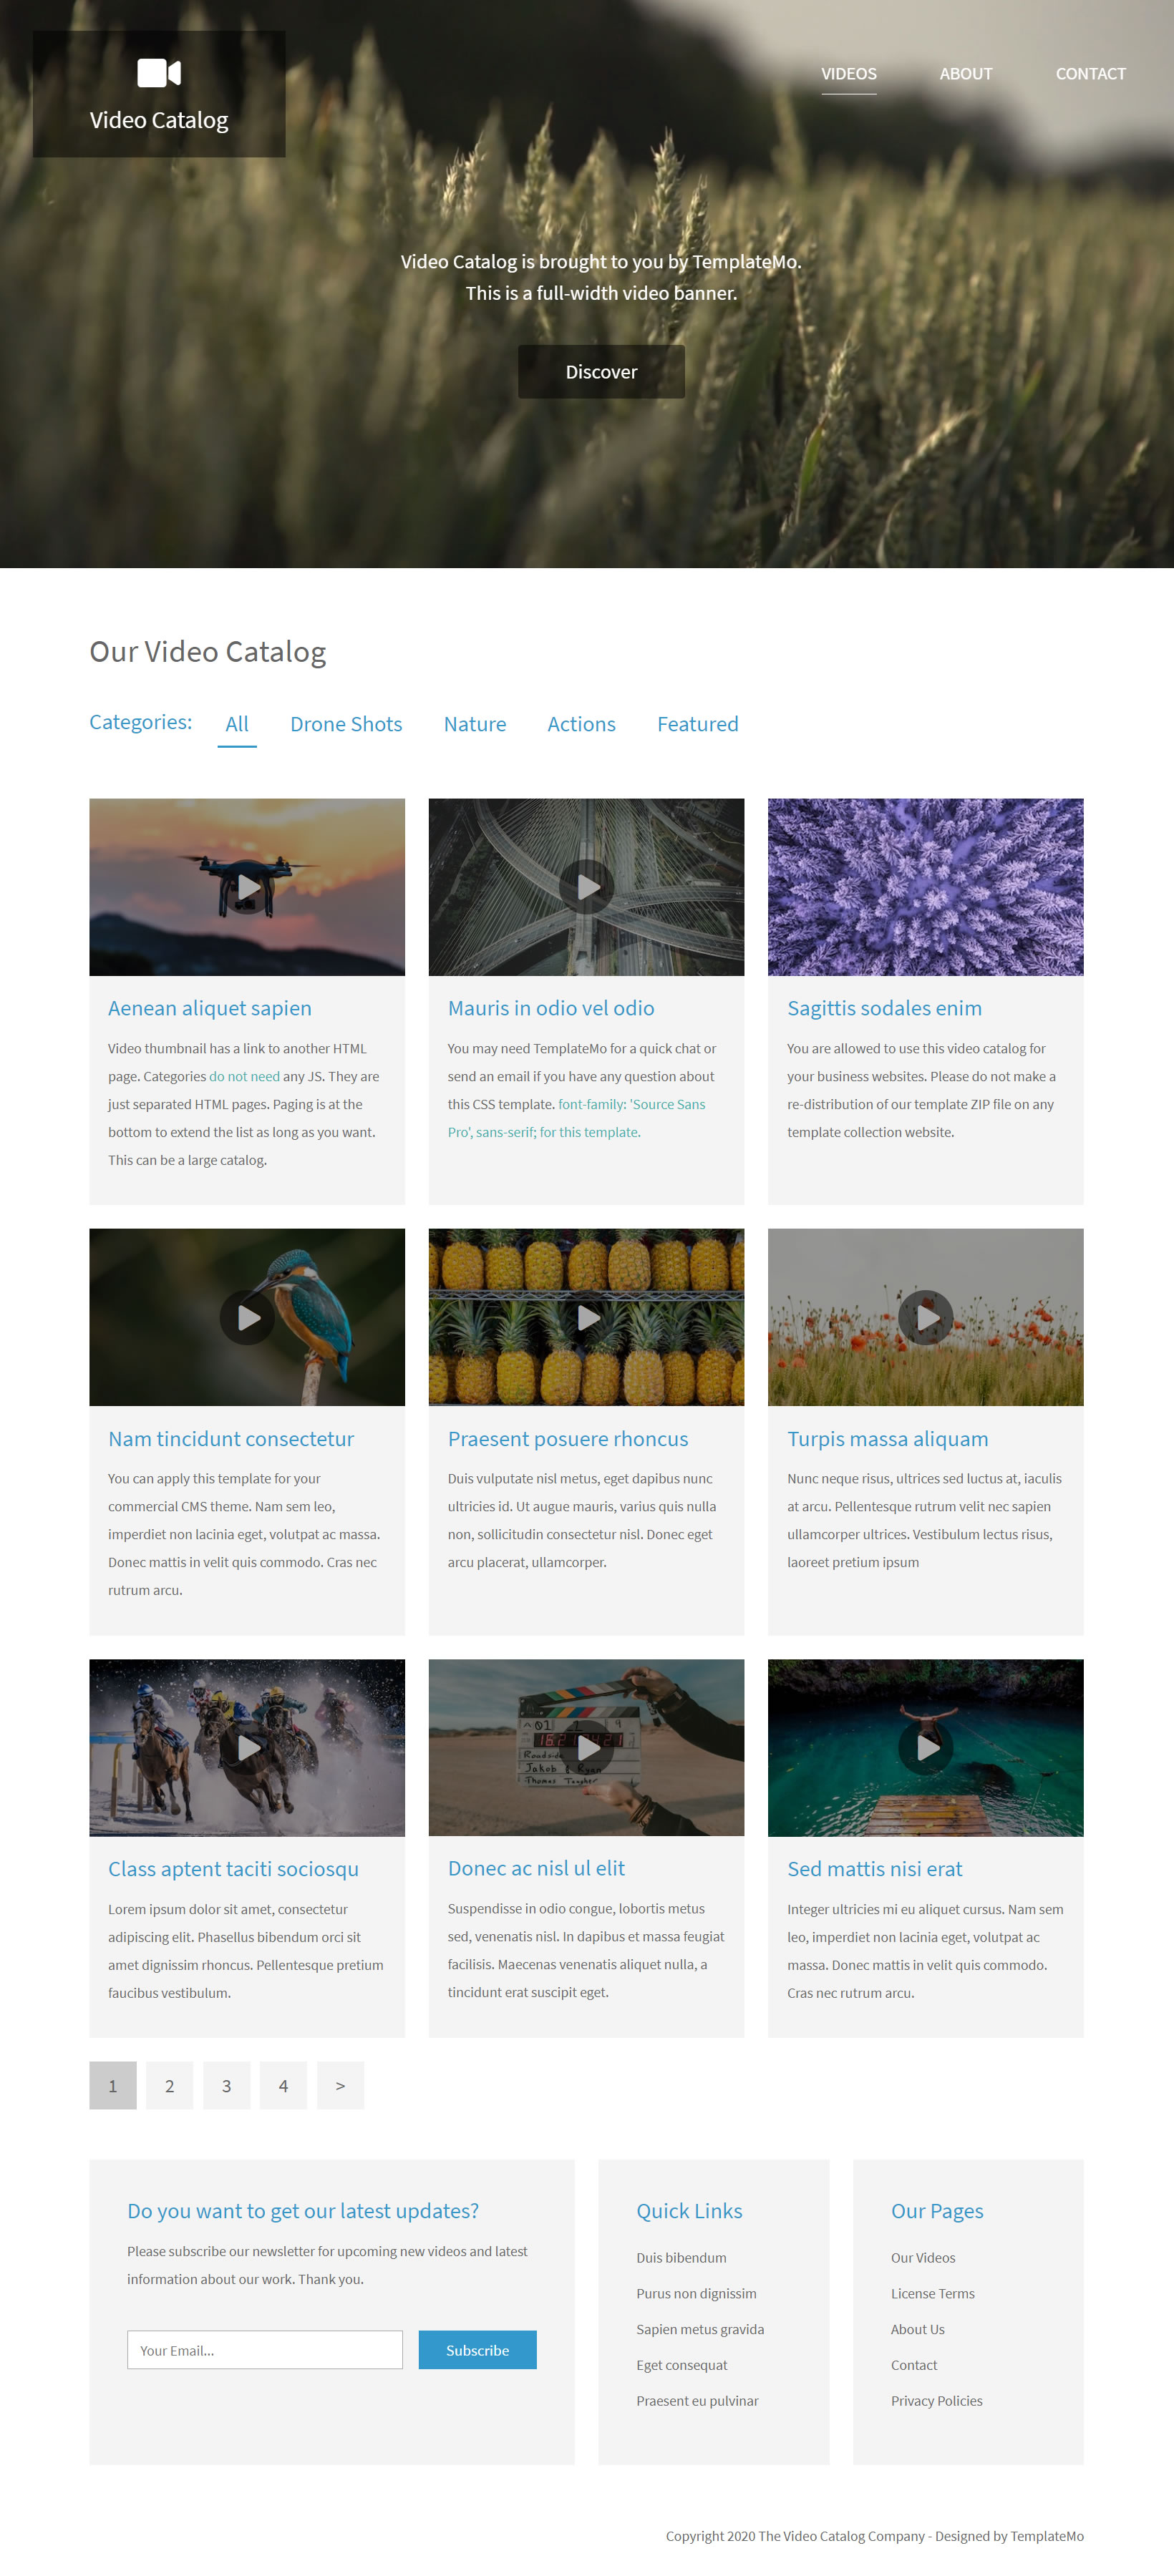 Video Catalog
VIDEOS ABOUT CONTACT
Video Catalog is brought to you by TemplateMo.
This is a full-width video banner.
Discover
Our Video Catalog
Categories: All Drone Shots Nature Actions Featured
Aenean aliquet sapien
Video thumbnail has a link to another HTML
page. Categories do not need any JS. They are
just separated HTML pages. Paging is at the
bottom to extend the list as long as you want.
This can be a large catalog.
Mauris in odio vel odio
You may need TemplateMo for a quick chat or
send an email if you have any question about
this CSS template. font-family: 'Source Sans
Pro', sans-serif; for this template.
Sagittis sodales enim
You are allowed to use this video catalog for
your business websites. Please do not make a
re-distribution of our template ZIP file on any
template collection website.
Nam tincidunt consectetur
You can apply this template for your
commercial CMS theme. Nam sem leo,
imperdiet non lacinia eget, volutpat ac massa.
Donec mattis in velit quis commodo. Cras nec
rutrum arcu.
Praesent posuere rhoncus
Duis vulputate nisl metus, eget dapibus nunc
ultricies id. Ut augue mauris, varius quis nulla
non, sollicitudin consectetur nisl. Donec eget
arcu placerat, ullamcorper.
Turpis massa aliquam
Nunc neque risus, ultrices sed luctus at, iaculis
at arcu. Pellentesque rutrum velit nec sapien
ullamcorper ultrices. Vestibulum lectus risus,
laoreet pretium ipsum
Class aptent taciti sociosqu
Lorem ipsum dolor sit amet, consectetur
adipiscing elit. Phasellus bibendum orci sit
amet dignissim rhoncus. Pellentesque pretium
faucibus vestibulum.
Roadside
Jakob & Ryan
Thomas
Donec ac nisl ul elit
Suspendisse in odio congue, lobortis metus
sed, venenatis nisl. In dapibus et massa feugiat
facilisis. Maecenas venenatis aliquet nulla, a
tincidunt erat suscipit eget.
Sed mattis nisi erat
Integer ultricies mi eu aliquet cursus. Nam sem
leo, imperdiet non lacinia eget, volutpat ac
massa. Donec mattis in velit quis commodo.
Cras nec rutrum arcu.
1 2 3 4 >
Do you want to get our latest updates?
Please subscribe our newsletter for upcoming new videos and latest
information about our work. Thank you.
Your Email...
Subscribe
Quick Links
Duis bibendum
Purus non dignissim
Sapien metus gravida
Eget consequat
Praesent eu pulvinar
Our Pages
Our Videos
License Terms
About Us
Contact
Privacy Policies
Copyright 2020 The Video Catalog Company - Designed by TemplateMo